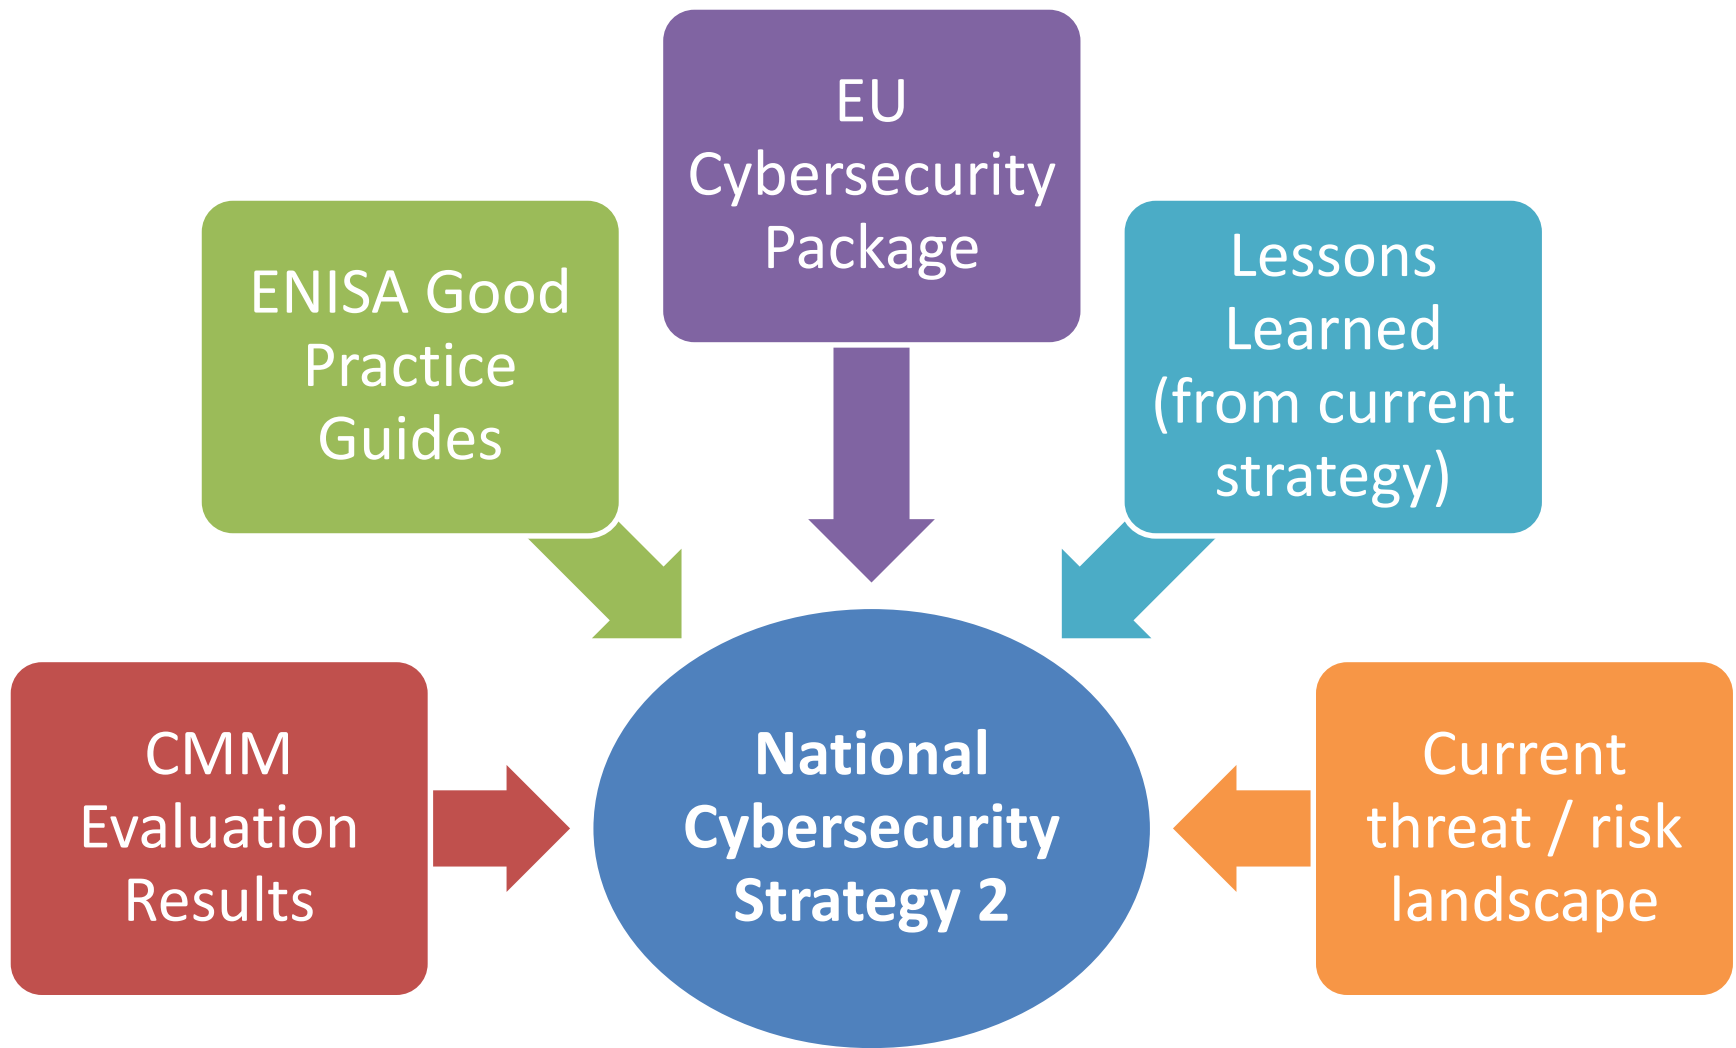 EU
Cybersecurity
Package
ENISA Good
Practice
Guides
Lessons
Learned
(from current
strategy)
CMM
Evaluation
Results
National
Cybersecurity
Strategy 2
Current
threat / risk
landscape